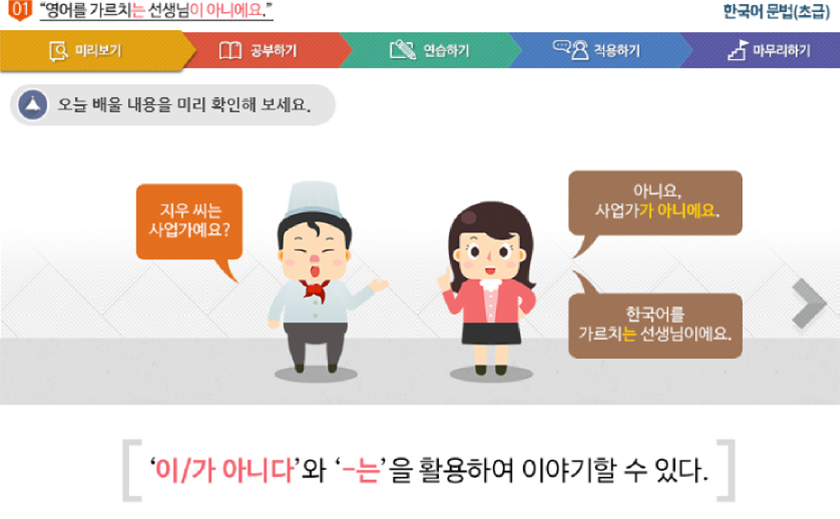 01 “영어를 가르치는 선생님이 아니에요.”
한국어 문법(초급)
미리보기
공부하기
연습하기
적용하기
마무리하기
오늘 배울 내용을 미리 확인해 보세요.
지우 씨는
사업가예요?
아니요,
사업가가 아니에요.
한국어를
가르치는 선생님이에요.
‘이/가 아니다’와 ‘-는’을 활용하여 이야기할 수 있다.